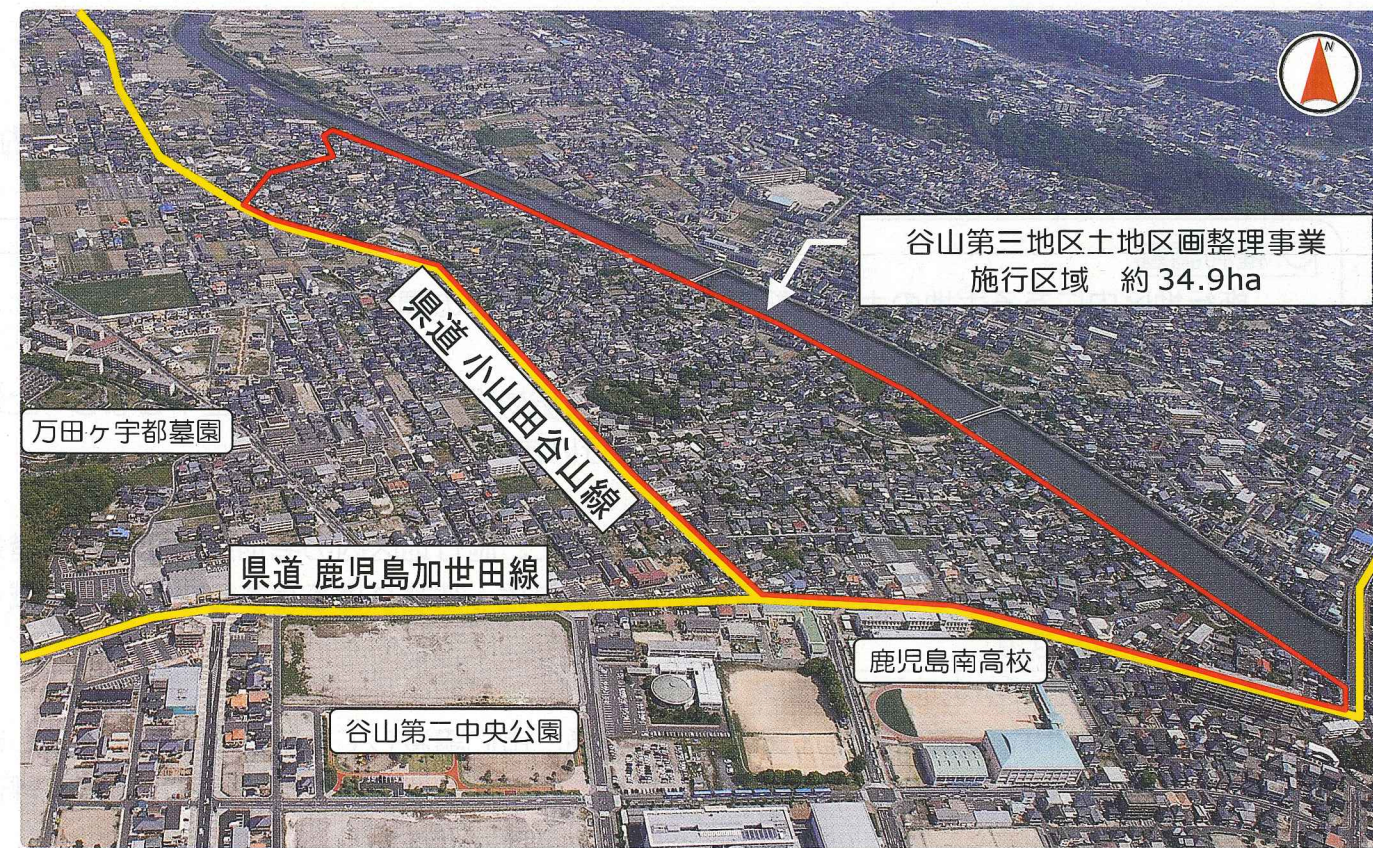 N
谷山第三地区土地区画整理事業
施行区域 約 34.9ha
県道 小山田谷山線
万田ヶ宇都墓園
県道 鹿児島加世田線
鹿児島南高校
谷山第二中央公園